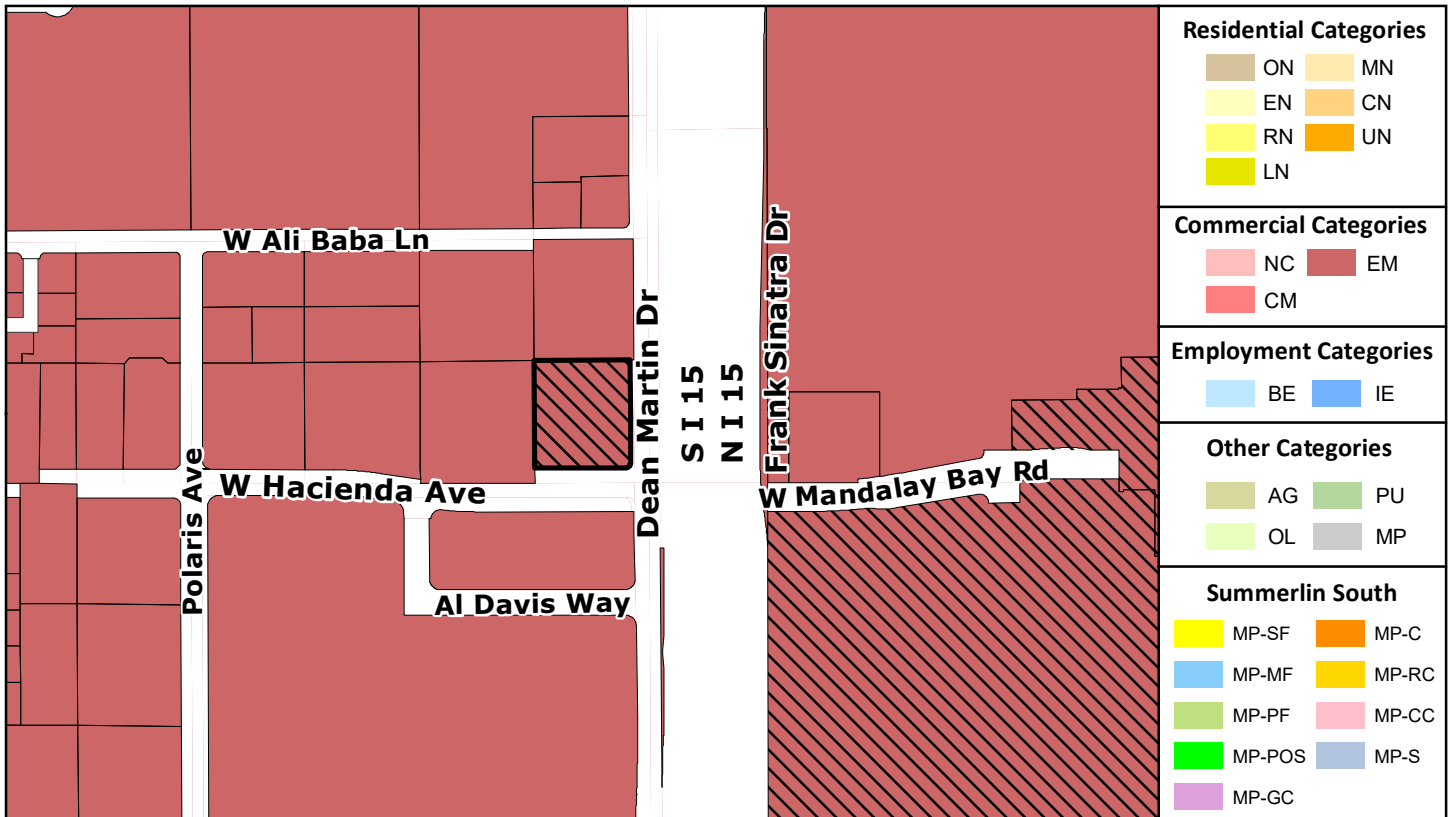 W Ali Baba Ln
Polaris Ave
W Hacienda Ave
Al Davis Way
Dean Martin Dr
S I 15
N I 15
Frank Sinatra Dr
W Mandalay Bay Rd
Residential Categories
ON MN
EN CN
RN UN
LN
Commercial Categories
NC EM
CM
Employment Categories
BE IE
Other Categories
AG PU
OL MP
Summerlin South
MP-SF MP-C
MP-MF MP-RC
MP-PF MP-CC
MP-POS MP-S
MP-GC